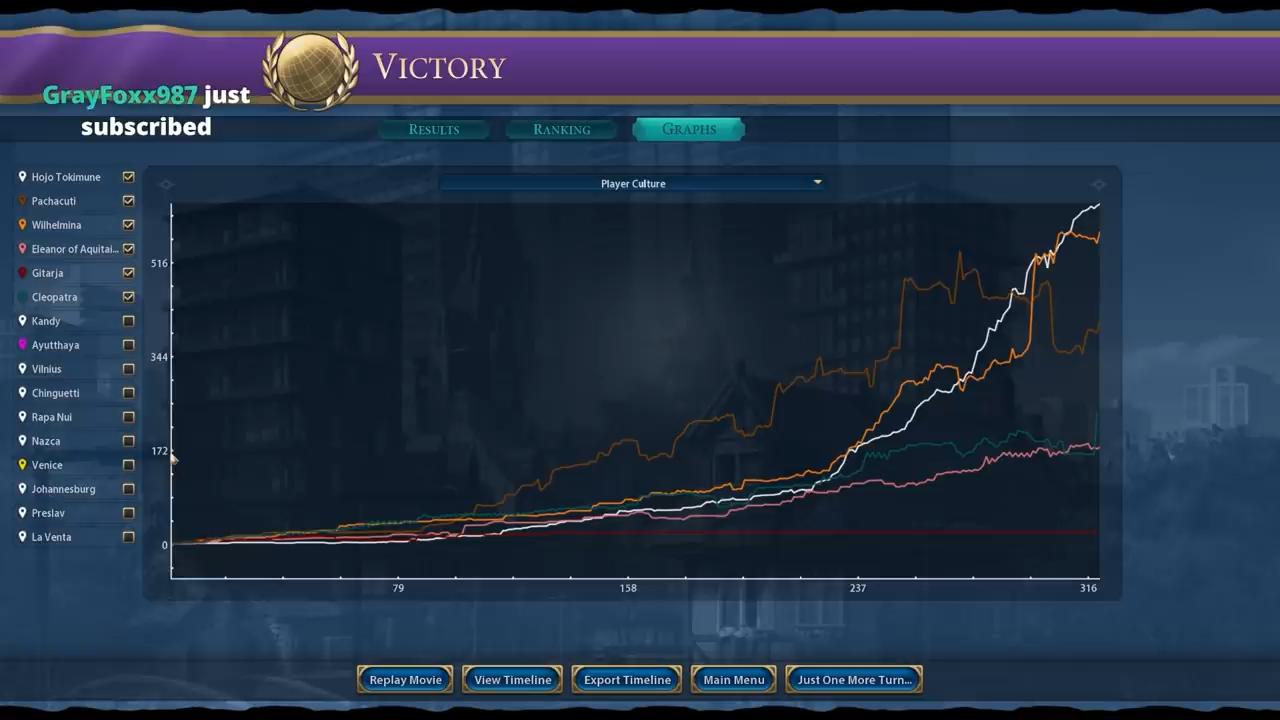 VICTORY
GrayFoxx987 just
subscribed
RESULTS
RANKING
GRAPHS
Hojo Tokimune
Pachacuti
Wilhelmina
Eleanor of Aquitai...
Gitarja
Cleopatra
Kandy
Ayutthaya
Vilnius
Chinguetti
Rapa Nui
Nazca
Venice
Johannesburg
Preslav
La Venta
Player Culture
516
344
172
0
79
158
237
316
Replay Movie
View Timeline
Export Timeline
Main Menu
Just One More Turn...